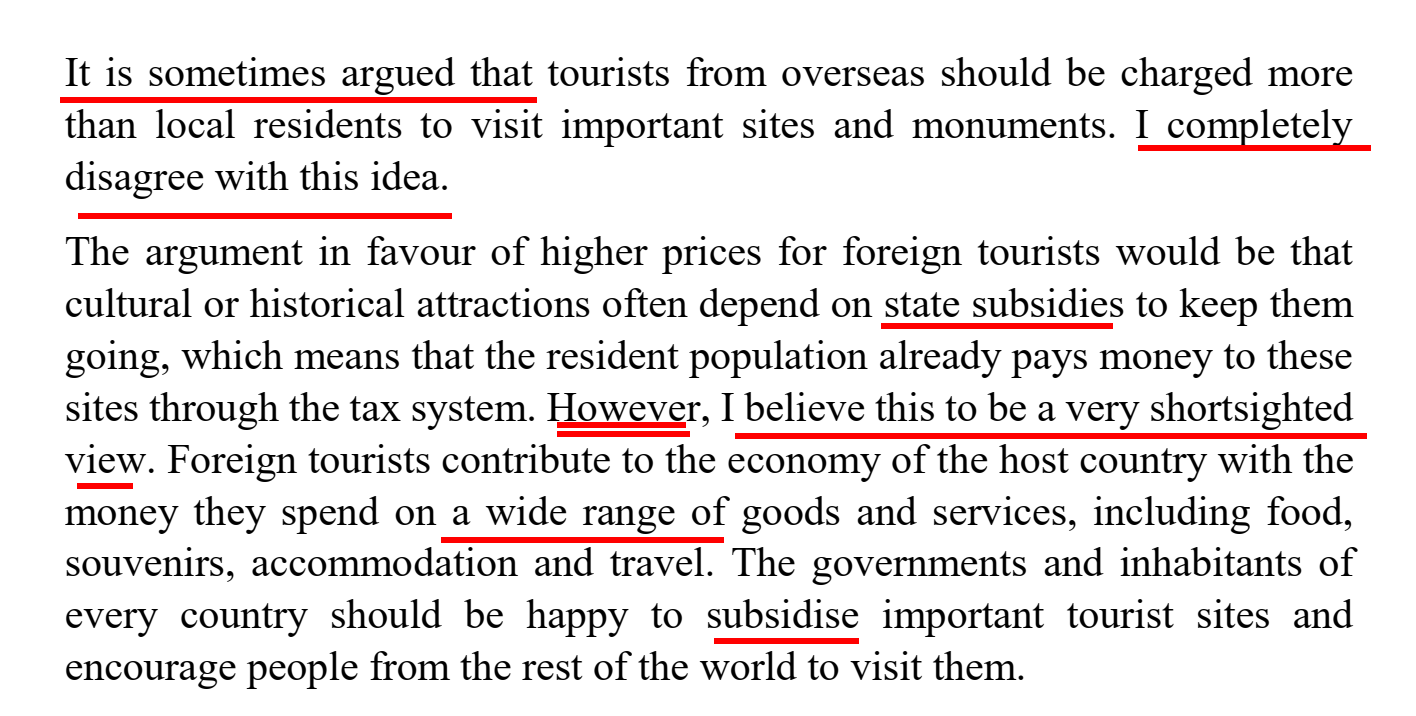 It is sometimes argued that tourists from overseas should be charged more
than local residents to visit important sites and monuments. I completely
disagree with this idea.
The argument in favour of higher prices for foreign tourists would be that
cultural or historical attractions often depend on state subsidies to keep them
going, which means that the resident population already pays money to these
sites through the tax system. However, I believe this to be a very shortsighted
view. Foreign tourists contribute to the economy of the host country with the
money they spend on a wide range of goods and services, including food,
souvenirs, accommodation and travel. The governments and inhabitants of
every country should be happy to subsidise important tourist sites and
encourage people from the rest of the world to visit them.